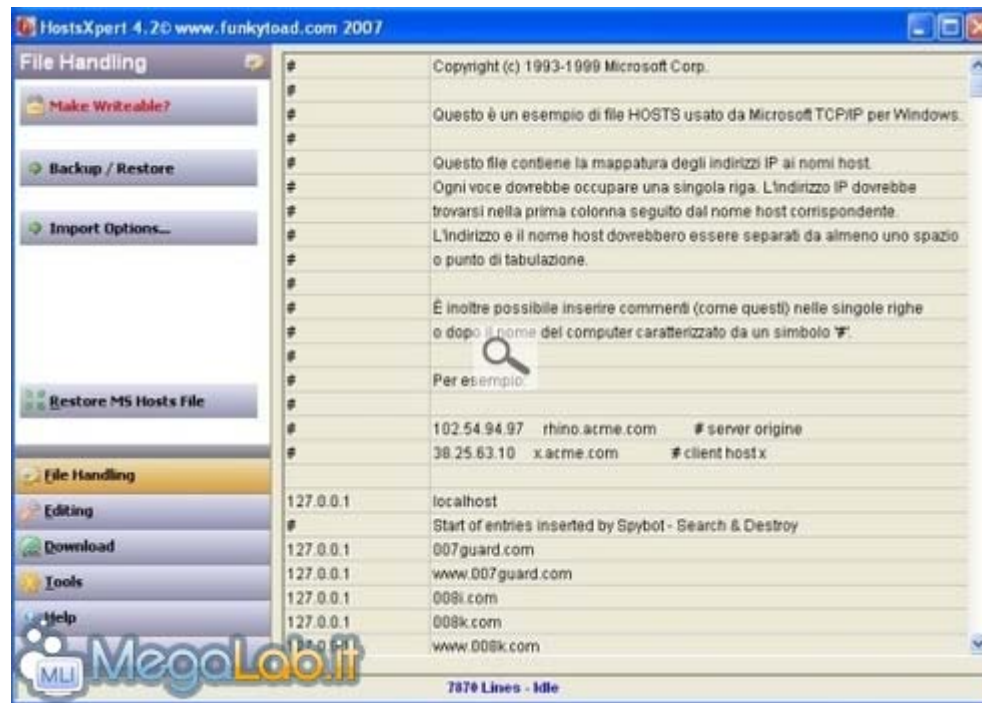 HostsXpert 4.2© www.funkytoad.com 2007
File Handling
Make Writeable?
Backup / Restore
Import Options...
Restore MS Hosts File
File Handling
Editing
Download
Tools
Help
# Copyright (c) 1993-1999 Microsoft Corp.
#
# Questo è un esempio di file HOSTS usato da Microsoft TCP/IP per Windows.
#
# Questo file contiene la mappatura degli indirizzi IP ai nomi host.
# Ogni voce dovrebbe occupare una singola riga. L'indirizzo IP dovrebbe
# trovarsi nella prima colonna seguito dal nome host corrispondente.
# L'indirizzo e il nome host dovrebbero essere separati da almeno uno spazio
# o punto di tabulazione.
#
# È inoltre possibile inserire commenti (come questi) nelle singole righe
# o dopo il nome del computer caratterizzato da un simbolo '#'.
#
# Per esempio:
#
# 102.54.94.97 rhino.acme.com # server origine
# 38.25.63.10 x.acme.com # client host x
127.0.0.1 localhost
# Start of entries inserted by Spybot - Search & Destroy
127.0.0.1 007guard.com
127.0.0.1 www.007guard.com
127.0.0.1 008i.com
127.0.0.1 008k.com
127.0.0.1 www.008k.com
MLI MegaLab.it
7870 Lines - Idle